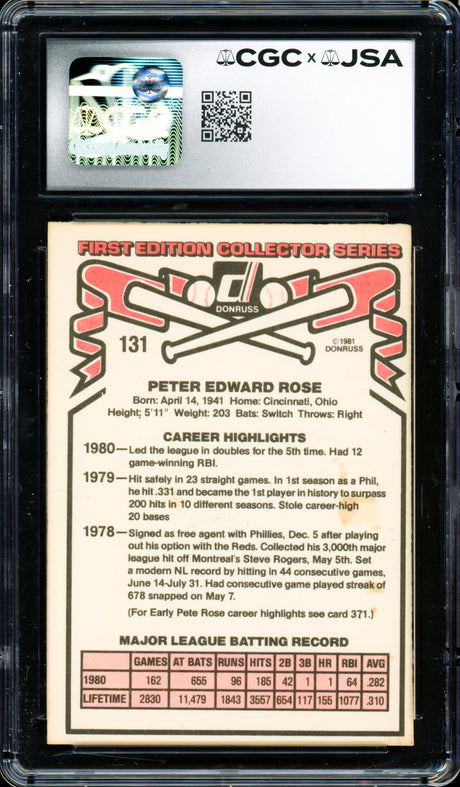 CGC x JSA
FIRST EDITION COLLECTOR SERIES
d
DONRUSS
131
© 1981
DONRUSS
PETER EDWARD ROSE
Born: April 14, 1941 Home: Cincinnati, Ohio
Height; 5'11" Weight: 203 Bats: Switch Throws: Right
CAREER HIGHLIGHTS
1980—Led the league in doubles for the 5th time. Had 12
game-winning RBI.
1979—Hit safely in 23 straight games. In 1st season as a Phil,
he hit .331 and became the 1st player in history to surpass
200 hits in 10 different seasons. Stole career-high
20 bases
1978—Signed as free agent with Phillies, Dec. 5 after playing
out his option with the Reds. Collected his 3,000th major
league hit off Montreal's Steve Rogers, May 5th. Set
a modern NL record by hitting in 44 consecutive games,
June 14-July 31. Had consecutive game played streak of
678 snapped on May 7.
(For Early Pete Rose career highlights see card 371.)
MAJOR LEAGUE BATTING RECORD
GAMES AT BATS RUNS HITS 2B 3B HR RBI AVG
1980 162 655 96 185 42 1 1 64 .282
LIFETIME 2830 11,479 1843 3557 654 117 155 1077 .310